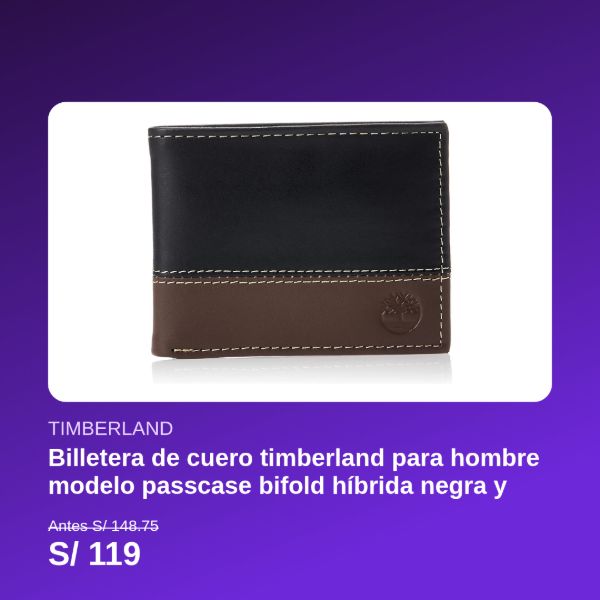 TIMBERLAND
Billetera de cuero timberland para hombre
modelo passcase bifold híbrida negra y
Antes S/ 148.75
S/ 119